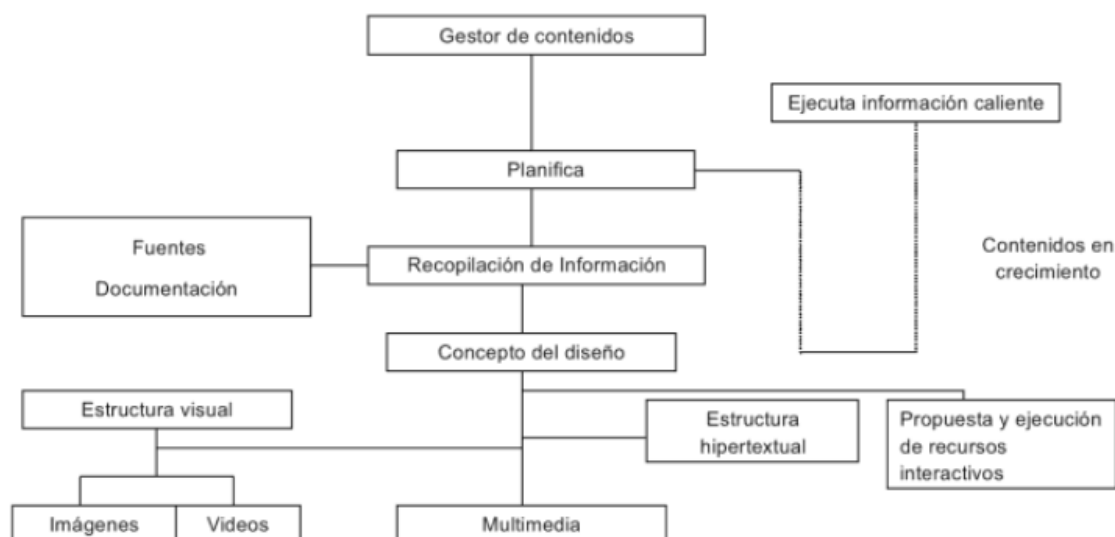 Gestor de contenidos
Ejecuta información caliente
Planifica
Fuentes
Documentación
Recopilación de Información
Contenidos en
crecimiento
Concepto del diseño
Estructura visual
Estructura
hipertextual
Propuesta y ejecución
de recursos
interactivos
Imágenes
Videos
Multimedia